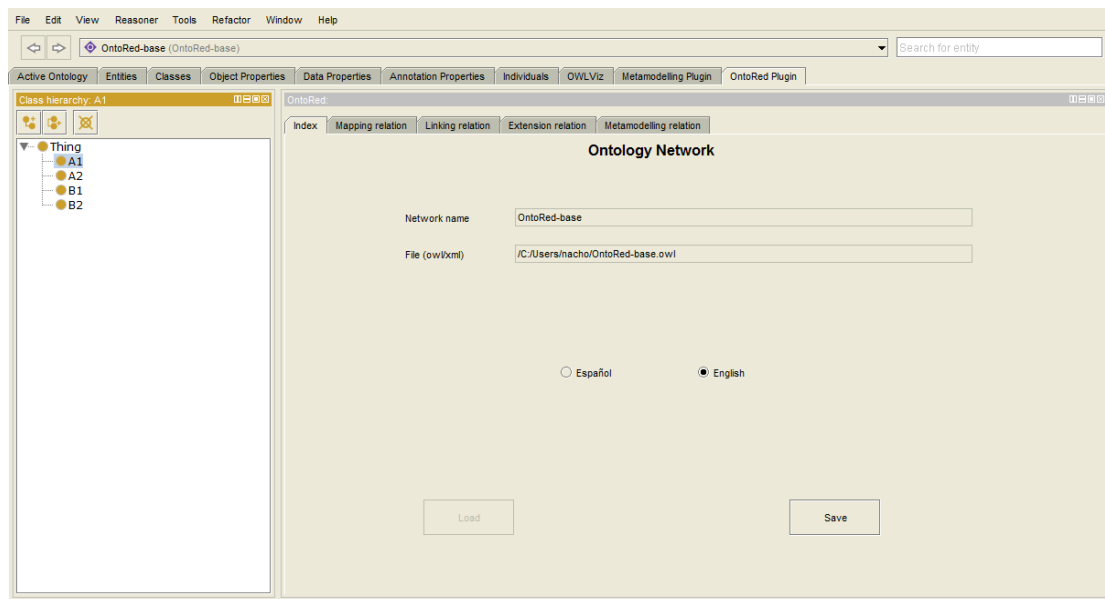 File Edit View Reasoner Tools Refactor Window Help
OntoRed-base (OntoRed-base) Search for entity
Active Ontology Entities Classes Object Properties Data Properties Annotation Properties Individuals OWLViz Metamodelling Plugin OntoRed Plugin
Class hierarchy: A1
OntoRed:
Index Mapping relation Linking relation Extension relation Metamodelling relation
Thing
A1
A2
B1
B2
Ontology Network
Network name OntoRed-base
File (owl/xml) /C:/Users/nacho/OntoRed-base.owl
Español English
Load Save